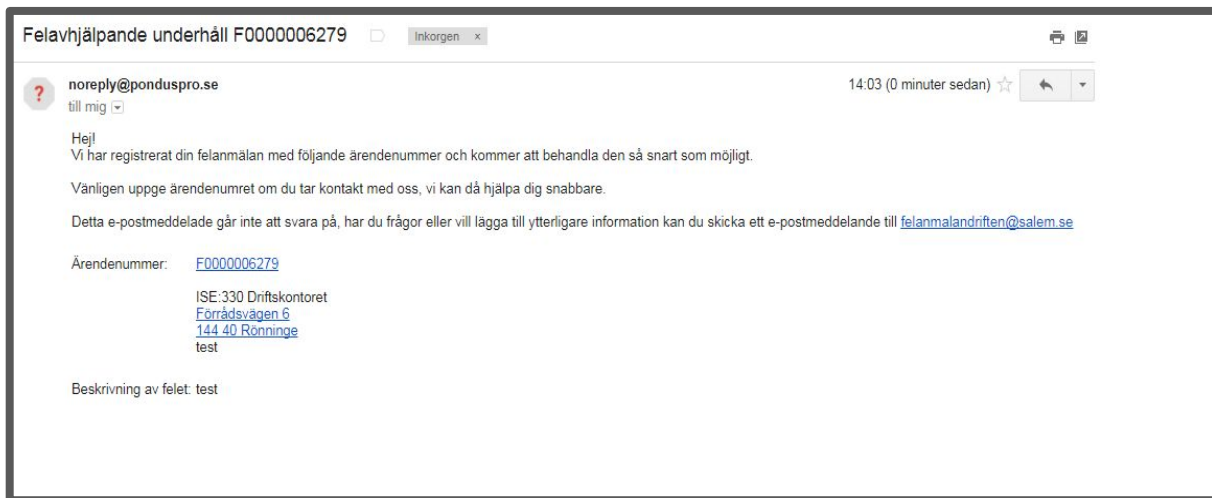 Felavhjälpande underhåll F0000006279 Inkorgen x
noreply@ponduspro.se 14:03 (0 minuter sedan)
till mig
Hej!
Vi har registrerat din felanmälan med följande ärendenummer och kommer att behandla den så snart som möjligt.
Vänligen uppge ärendenumret om du tar kontakt med oss, vi kan då hjälpa dig snabbare.
Detta e-postmeddelade går inte att svara på, har du frågor eller vill lägga till ytterligare information kan du skicka ett e-postmeddelande till felanmalandriften@salem.se
Ärendenummer: F0000006279
ISE:330 Driftskontoret
Förrådsvägen 6
144 40 Rönninge
test
Beskrivning av felet: test